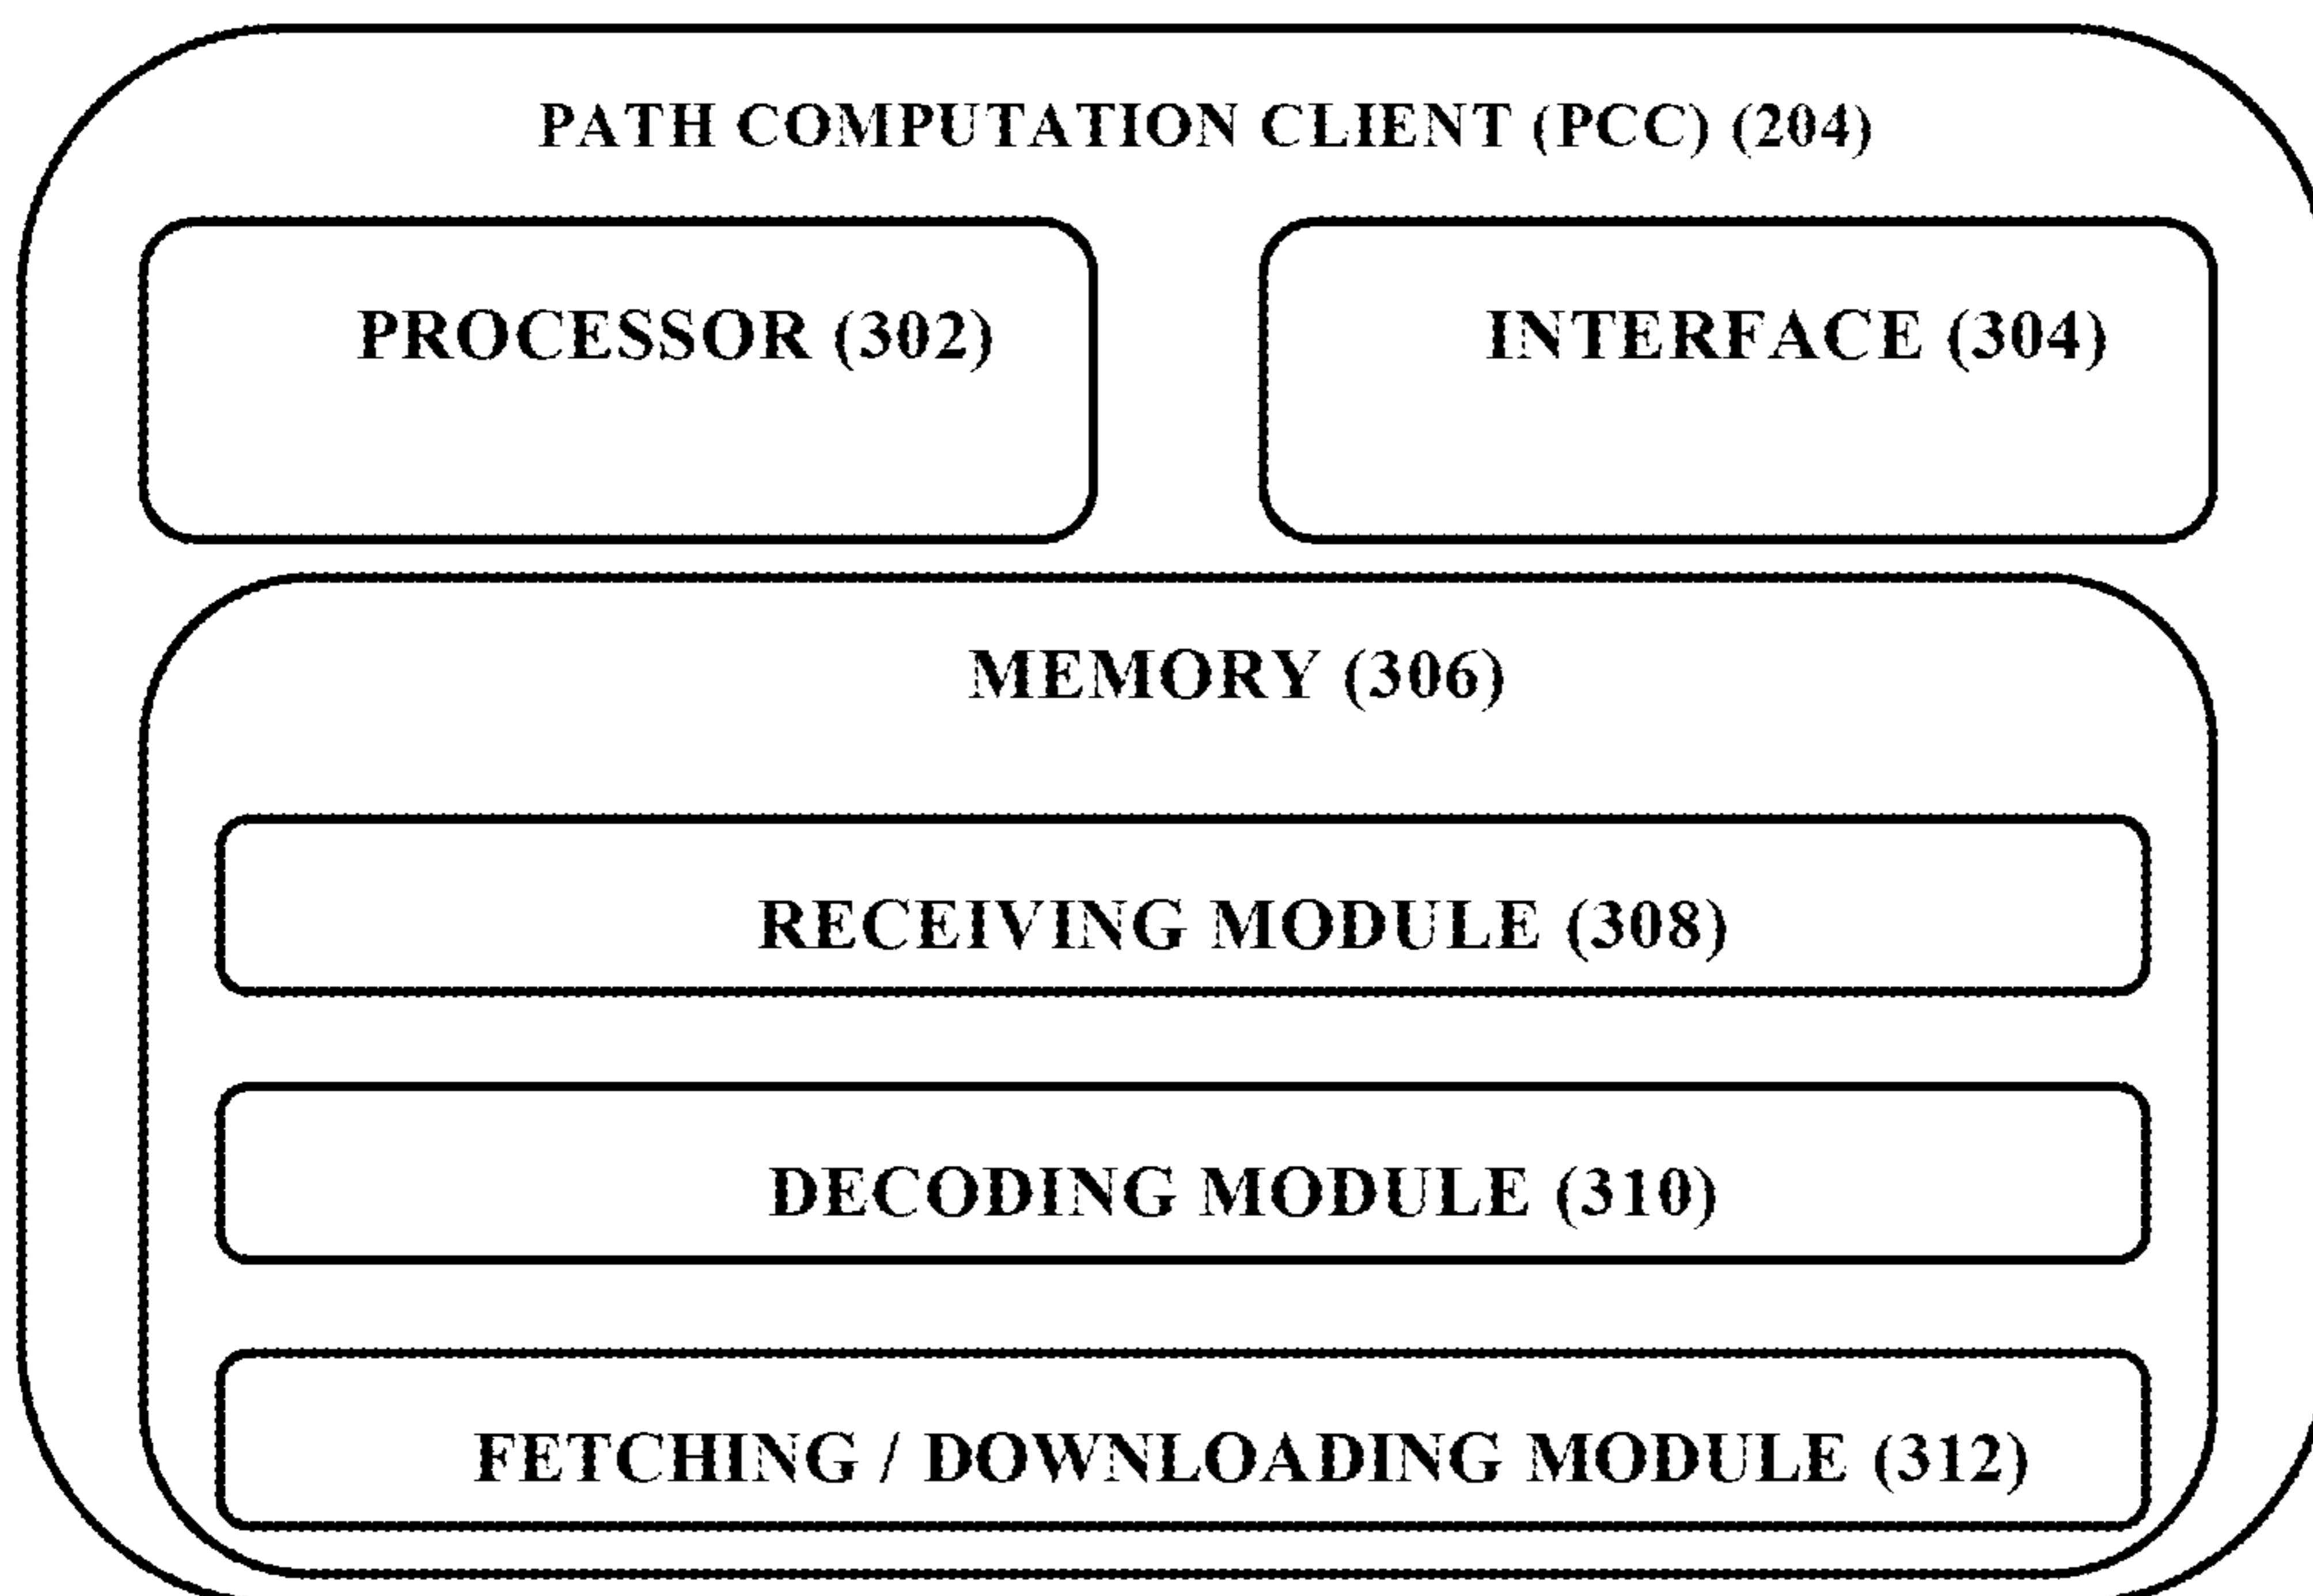 PATH COMPUTATION CLIENT (PCC) (204)
PROCESSOR (302)
INTERFACE (304)
MEMORY (306)
RECEIVING MODULE (308)
DECODING MODULE (310)
FETCHING / DOWNLOADING MODULE (312)